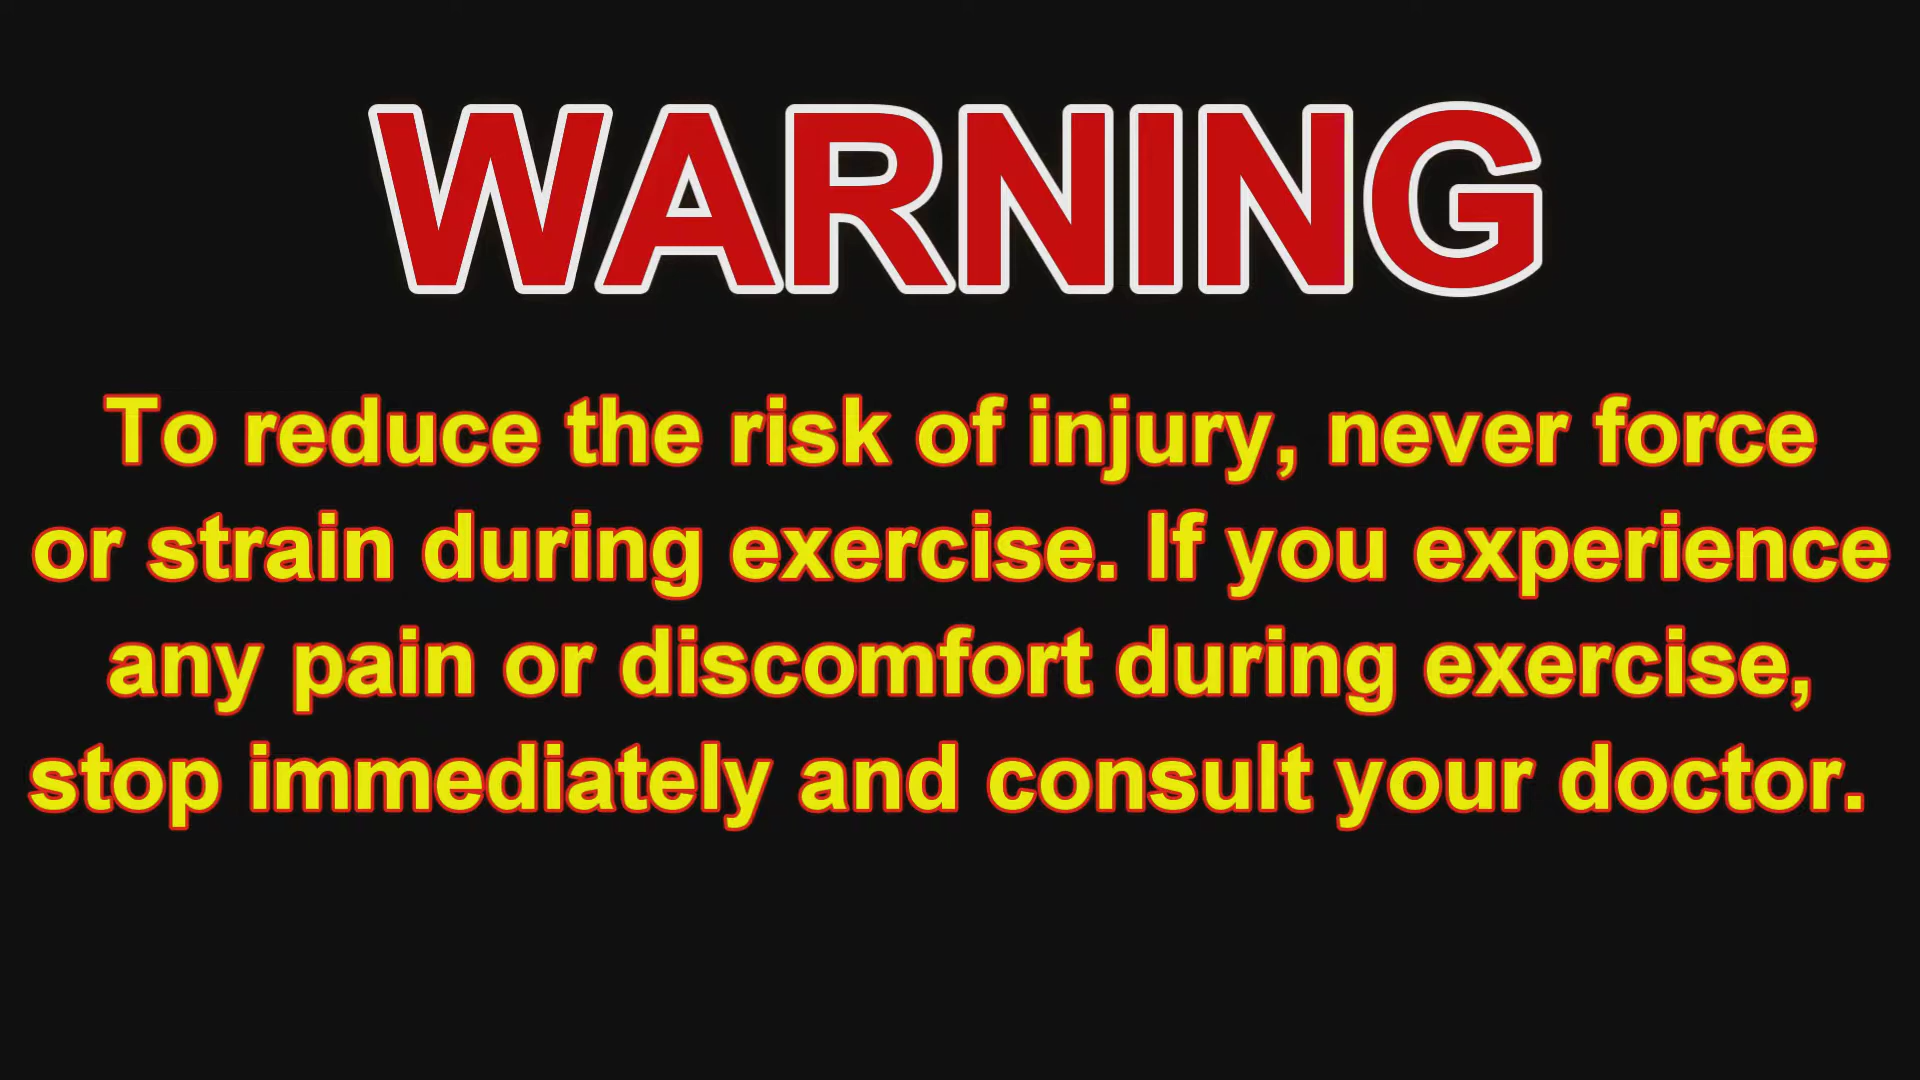 WARNING
To reduce the risk of injury, never force
or strain during exercise. If you experience
any pain or discomfort during exercise,
stop immediately and consult your doctor.